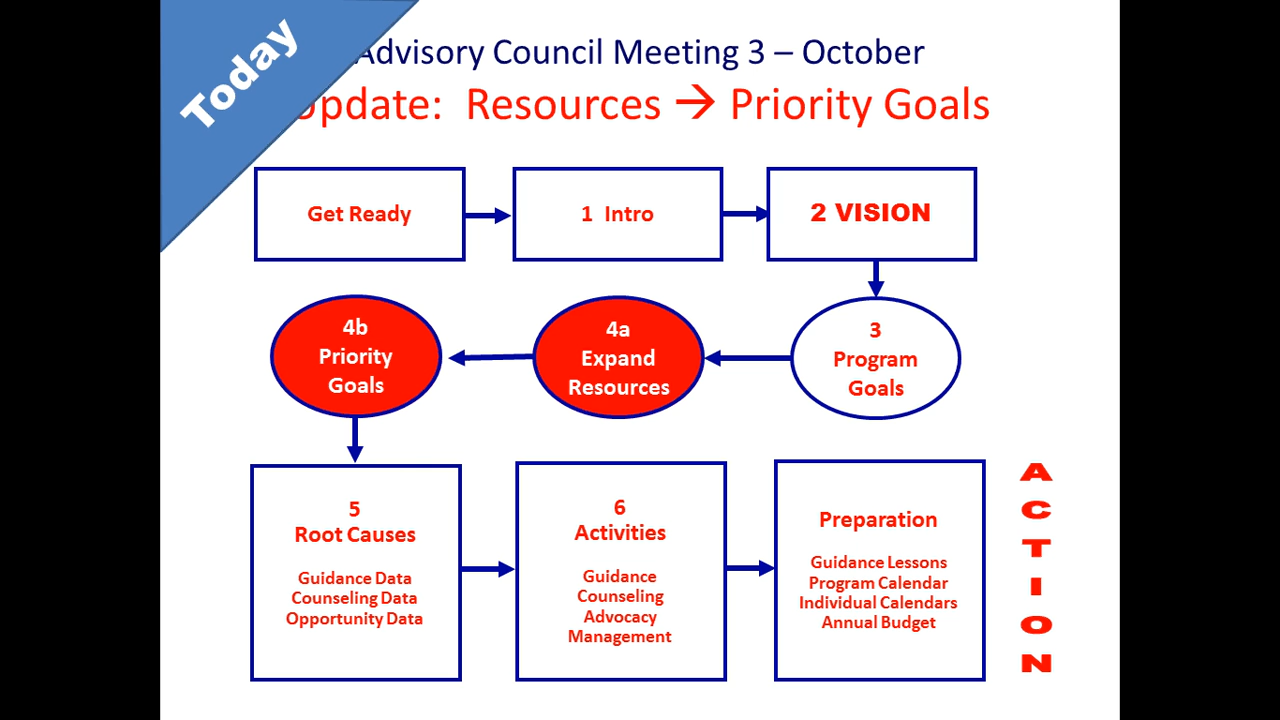 Today
Advisory Council Meeting 3 – October
Update: Resources → Priority Goals
Get Ready
1 Intro
2 VISION
4b
Priority
Goals
4a
Expand
Resources
3
Program
Goals
5
Root Causes
Guidance Data
Counseling Data
Opportunity Data
6
Activities
Guidance
Counseling
Advocacy
Management
Preparation
Guidance Lessons
Program Calendar
Individual Calendars
Annual Budget
A
C
T
I
O
N